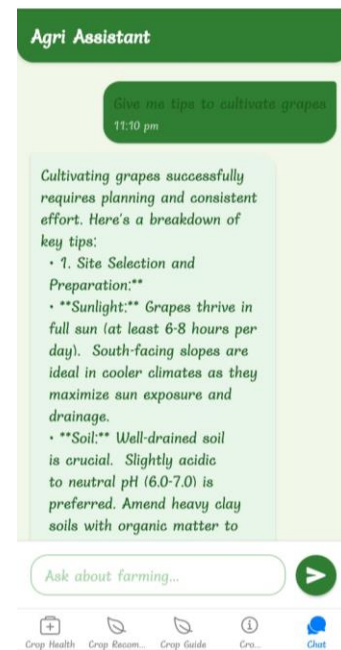 Agri Assistant
Give me tips to cultivate grapes
11:10 pm
Cultivating grapes successfully
requires planning and consistent
effort. Here's a breakdown of
key tips:
• 1. Site Selection and
Preparation:**
• **Sunlight:** Grapes thrive in
full sun (at least 6-8 hours per
day). South-facing slopes are
ideal in cooler climates as they
maximize sun exposure and
drainage.
• **Soil:** Well-drained soil
is crucial. Slightly acidic
to neutral pH (6.0-7.0) is
preferred. Amend heavy clay
soils with organic matter to
Ask about farming...
Crop Health Crop Recom... Crop Guide Cro... Chat